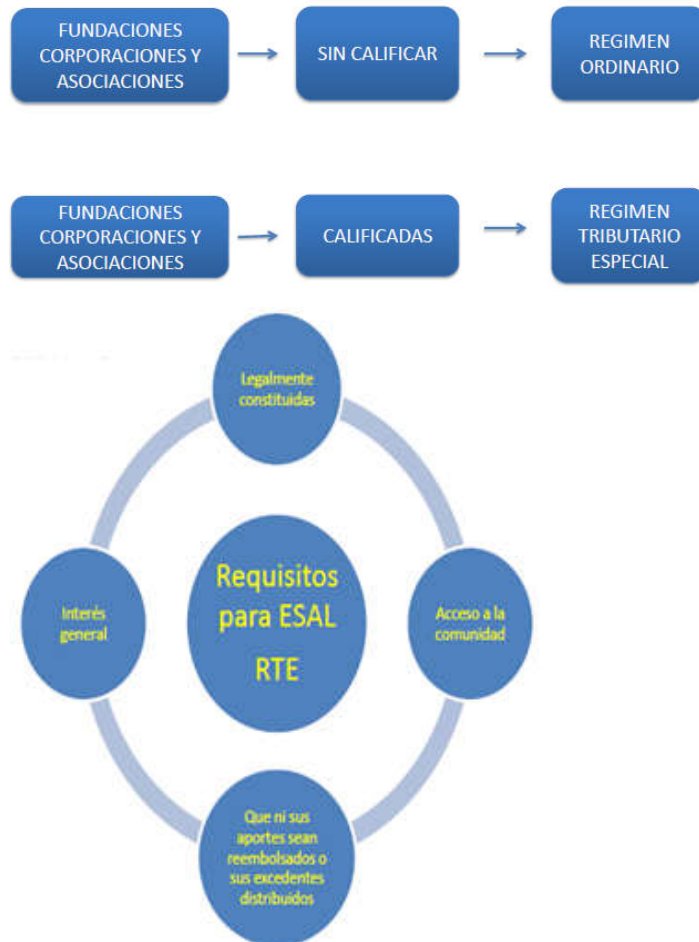 FUNDACIONES
CORPORACIONES Y
ASOCIACIONES
SIN CALIFICAR
REGIMEN
ORDINARIO
FUNDACIONES
CORPORACIONES Y
ASOCIACIONES
CALIFICADAS
REGIMEN
TRIBUTARIO
ESPECIAL
Legalmente
constituidas
Interés
general
Requisitos
para ESAL
RTE
Acceso a la
comunidad
Que ni sus
aportes sean
reembolsados o
sus excedentes
distribuidos